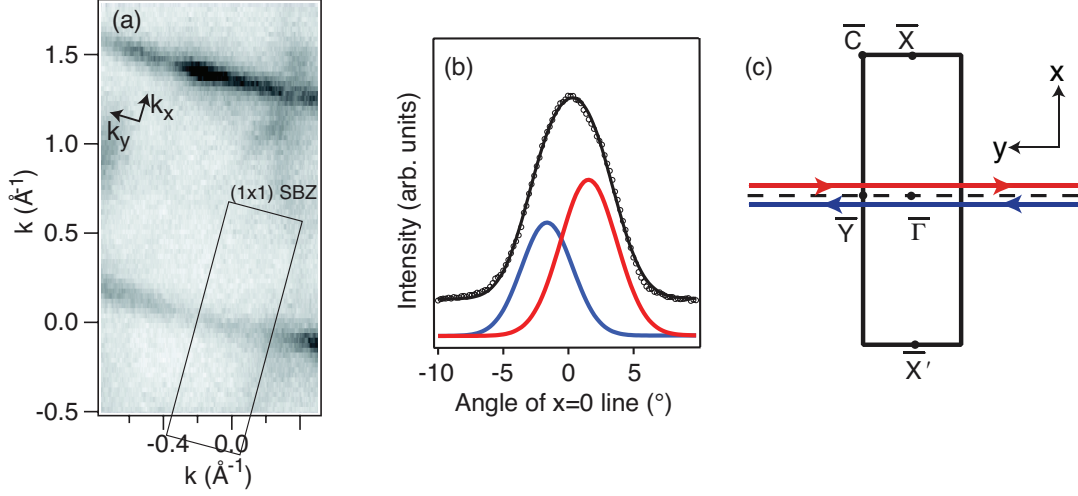 (a)
1.5
1.0
0.5
0.0
-0.5
k (Å⁻¹)
kₓ
k_y
(1x1) SBZ
-0.4
0.0
k (Å⁻¹)
(b)
Intensity (arb. units)
-10
-5
0
5
Angle of x=0 line (°)
(c)
C̅
X̅
x
y
Y̅
Γ̅
X̅′